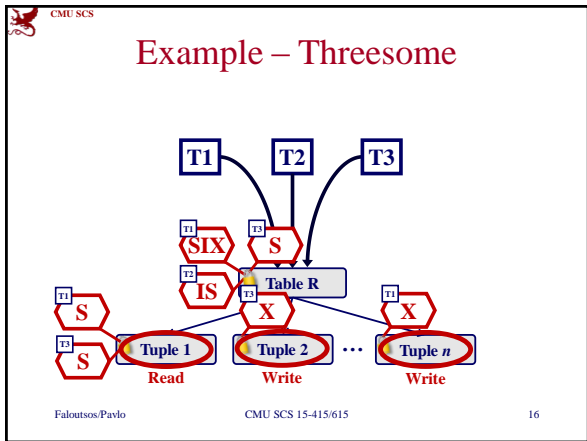 CMU SCS
Example – Threesome
T1 T2 T3
T1 SIX T3 S
T2 IS Table R
T1 S T3 X T1 X
T3 S Tuple 1 Tuple 2 ... Tuple n
Read Write Write
Faloutsos/Pavlo CMU SCS 15-415/615 16